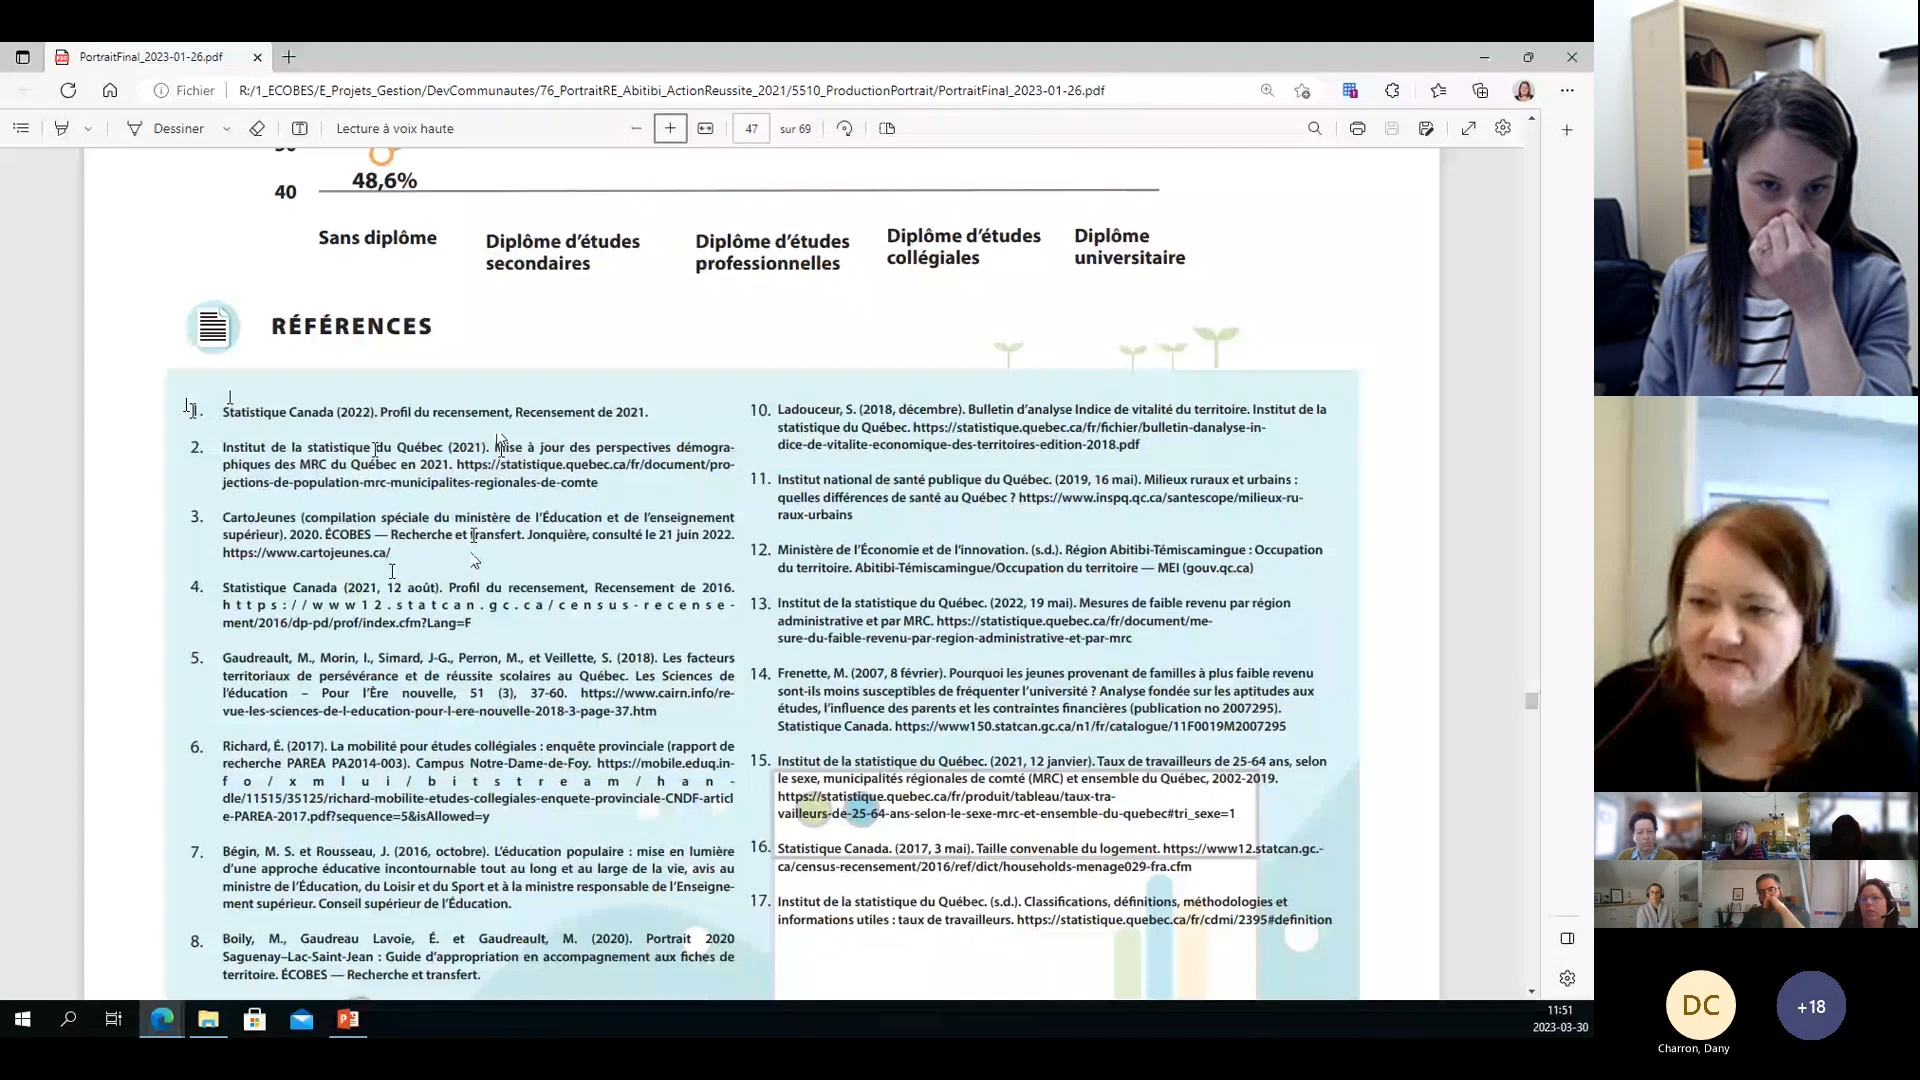 PortraitFinal_2023-01-26.pdf
Fichier
R:/1_ECOBES/E_Projets_Gestion/DevCommunautes/76_PortraitRE_Abitibi_ActionReussite_2021/5510_ProductionPortrait/PortraitFinal_2023-01-26.pdf
Dessiner
Lecture à voix haute
47
sur 69
48,6%
40
Sans diplôme
Diplôme d’études
secondaires
Diplôme d’études
professionnelles
Diplôme d’études
collégiales
Diplôme
universitaire
RÉFÉRENCES
1. Statistique Canada (2022). Profil du recensement, Recensement de 2021.
2. Institut de la statistique du Québec (2021). Mise à jour des perspectives démogra-
phiques des MRC du Québec en 2021. https://statistique.quebec.ca/fr/document/pro-
jections-de-population-mrc-municipalites-regionales-de-comte
3. CartoJeunes (compilation spéciale du ministère de l’Éducation et de l’enseignement
supérieur). 2020. ÉCOBES — Recherche et transfert. Jonquière, consulté le 21 juin 2022.
https://www.cartojeunes.ca/
4. Statistique Canada (2021, 12 août). Profil du recensement, Recensement de 2016.
https://www12.statcan.gc.ca/census-recense-
ment/2016/dp-pd/prof/index.cfm?Lang=F
5. Gaudreault, M., Morin, I., Simard, J-G., Perron, M., et Veillette, S. (2018). Les facteurs
territoriaux de persévérance et de réussite scolaires au Québec. Les Sciences de
l’éducation – Pour l’Ère nouvelle, 51 (3), 37-60. https://www.cairn.info/re-
vue-les-sciences-de-l-education-pour-l-ere-nouvelle-2018-3-page-37.htm
6. Richard, É. (2017). La mobilité pour études collégiales : enquête provinciale (rapport de
recherche PAREA PA2014-003). Campus Notre-Dame-de-Foy. https://mobile.eduq.in-
fo/xmlui/bitstream/han-
dle/11515/35125/richard-mobilite-etudes-collegiales-enquete-provinciale-CNDF-articl
e-PAREA-2017.pdf?sequence=5&isAllowed=y
7. Bégin, M. S. et Rousseau, J. (2016, octobre). L’éducation populaire : mise en lumière
d’une approche éducative incontournable tout au long et au large de la vie, avis au
ministre de l’Éducation, du Loisir et du Sport et à la ministre responsable de l’Enseigne-
ment supérieur. Conseil supérieur de l’Éducation.
8. Boily, M., Gaudreau Lavoie, É. et Gaudreault, M. (2020). Portrait 2020
Saguenay–Lac-Saint-Jean : Guide d’appropriation en accompagnement aux fiches de
territoire. ÉCOBES — Recherche et transfert.
10. Ladouceur, S. (2018, décembre). Bulletin d’analyse Indice de vitalité du territoire. Institut de la
statistique du Québec. https://statistique.quebec.ca/fr/fichier/bulletin-danalyse-in-
dice-de-vitalite-economique-des-territoires-edition-2018.pdf
11. Institut national de santé publique du Québec. (2019, 16 mai). Milieux ruraux et urbains :
quelles différences de santé au Québec ? https://www.inspq.qc.ca/santescope/milieux-ru-
raux-urbains
12. Ministère de l’Économie et de l’innovation. (s.d.). Région Abitibi-Témiscamingue : Occupation
du territoire. Abitibi-Témiscamingue/Occupation du territoire — MEI (gouv.qc.ca)
13. Institut de la statistique du Québec. (2022, 19 mai). Mesures de faible revenu par région
administrative et par MRC. https://statistique.quebec.ca/fr/document/me-
sure-du-faible-revenu-par-region-administrative-et-par-mrc
14. Frenette, M. (2007, 8 février). Pourquoi les jeunes provenant de familles à plus faible revenu
sont-ils moins susceptibles de fréquenter l’université ? Analyse fondée sur les aptitudes aux
études, l’influence des parents et les contraintes financières (publication no 2007295).
Statistique Canada. https://www150.statcan.gc.ca/n1/fr/catalogue/11F0019M2007295
15. Institut de la statistique du Québec. (2021, 12 janvier). Taux de travailleurs de 25-64 ans, selon
le sexe, municipalités régionales de comté (MRC) et ensemble du Québec, 2002-2019.
https://statistique.quebec.ca/fr/produit/tableau/taux-tra-
vailleurs-de-25-64-ans-selon-le-sexe-mrc-et-ensemble-du-quebec#tri_sexe=1
16. Statistique Canada. (2017, 3 mai). Taille convenable du logement. https://www12.statcan.gc.-
ca/census-recensement/2016/ref/dict/households-menage029-fra.cfm
17. Institut de la statistique du Québec. (s.d.). Classifications, définitions, méthodologies et
informations utiles : taux de travailleurs. https://statistique.quebec.ca/fr/cdmi/2395#definition
11:51
2023-03-30
DC
+18
Charron, Dany